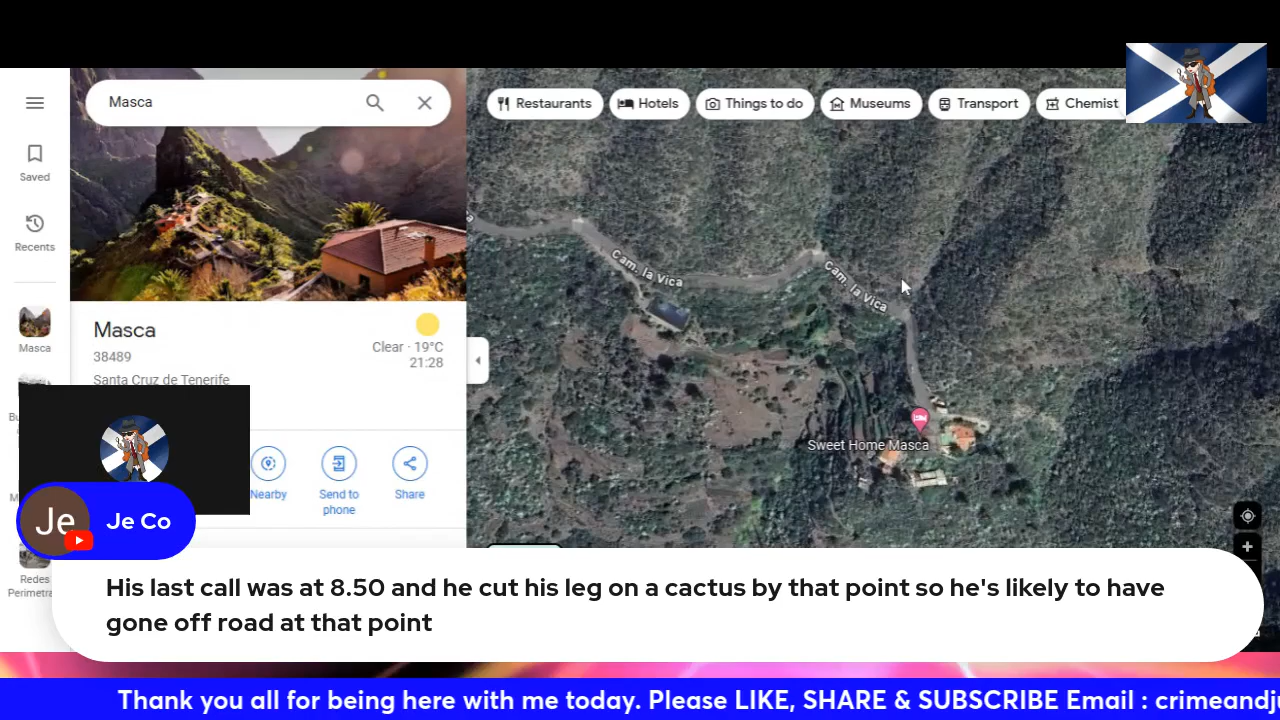 Masca
Restaurants
Hotels
Things to do
Museums
Transport
Chemist
Saved
Recents
Masca
Masca
38489
Santa Cruz de Tenerife
Clear · 19°C
21:28
Cam. la Vica
Cam. la Vica
Sweet Home Masca
Nearby
Send to
phone
Share
Redes
Je
Je Co
His last call was at 8.50 and he cut his leg on a cactus by that point so he's likely to have
gone off road at that point
Thank you all for being here with me today. Please LIKE, SHARE & SUBSCRIBE Email : crimeandj